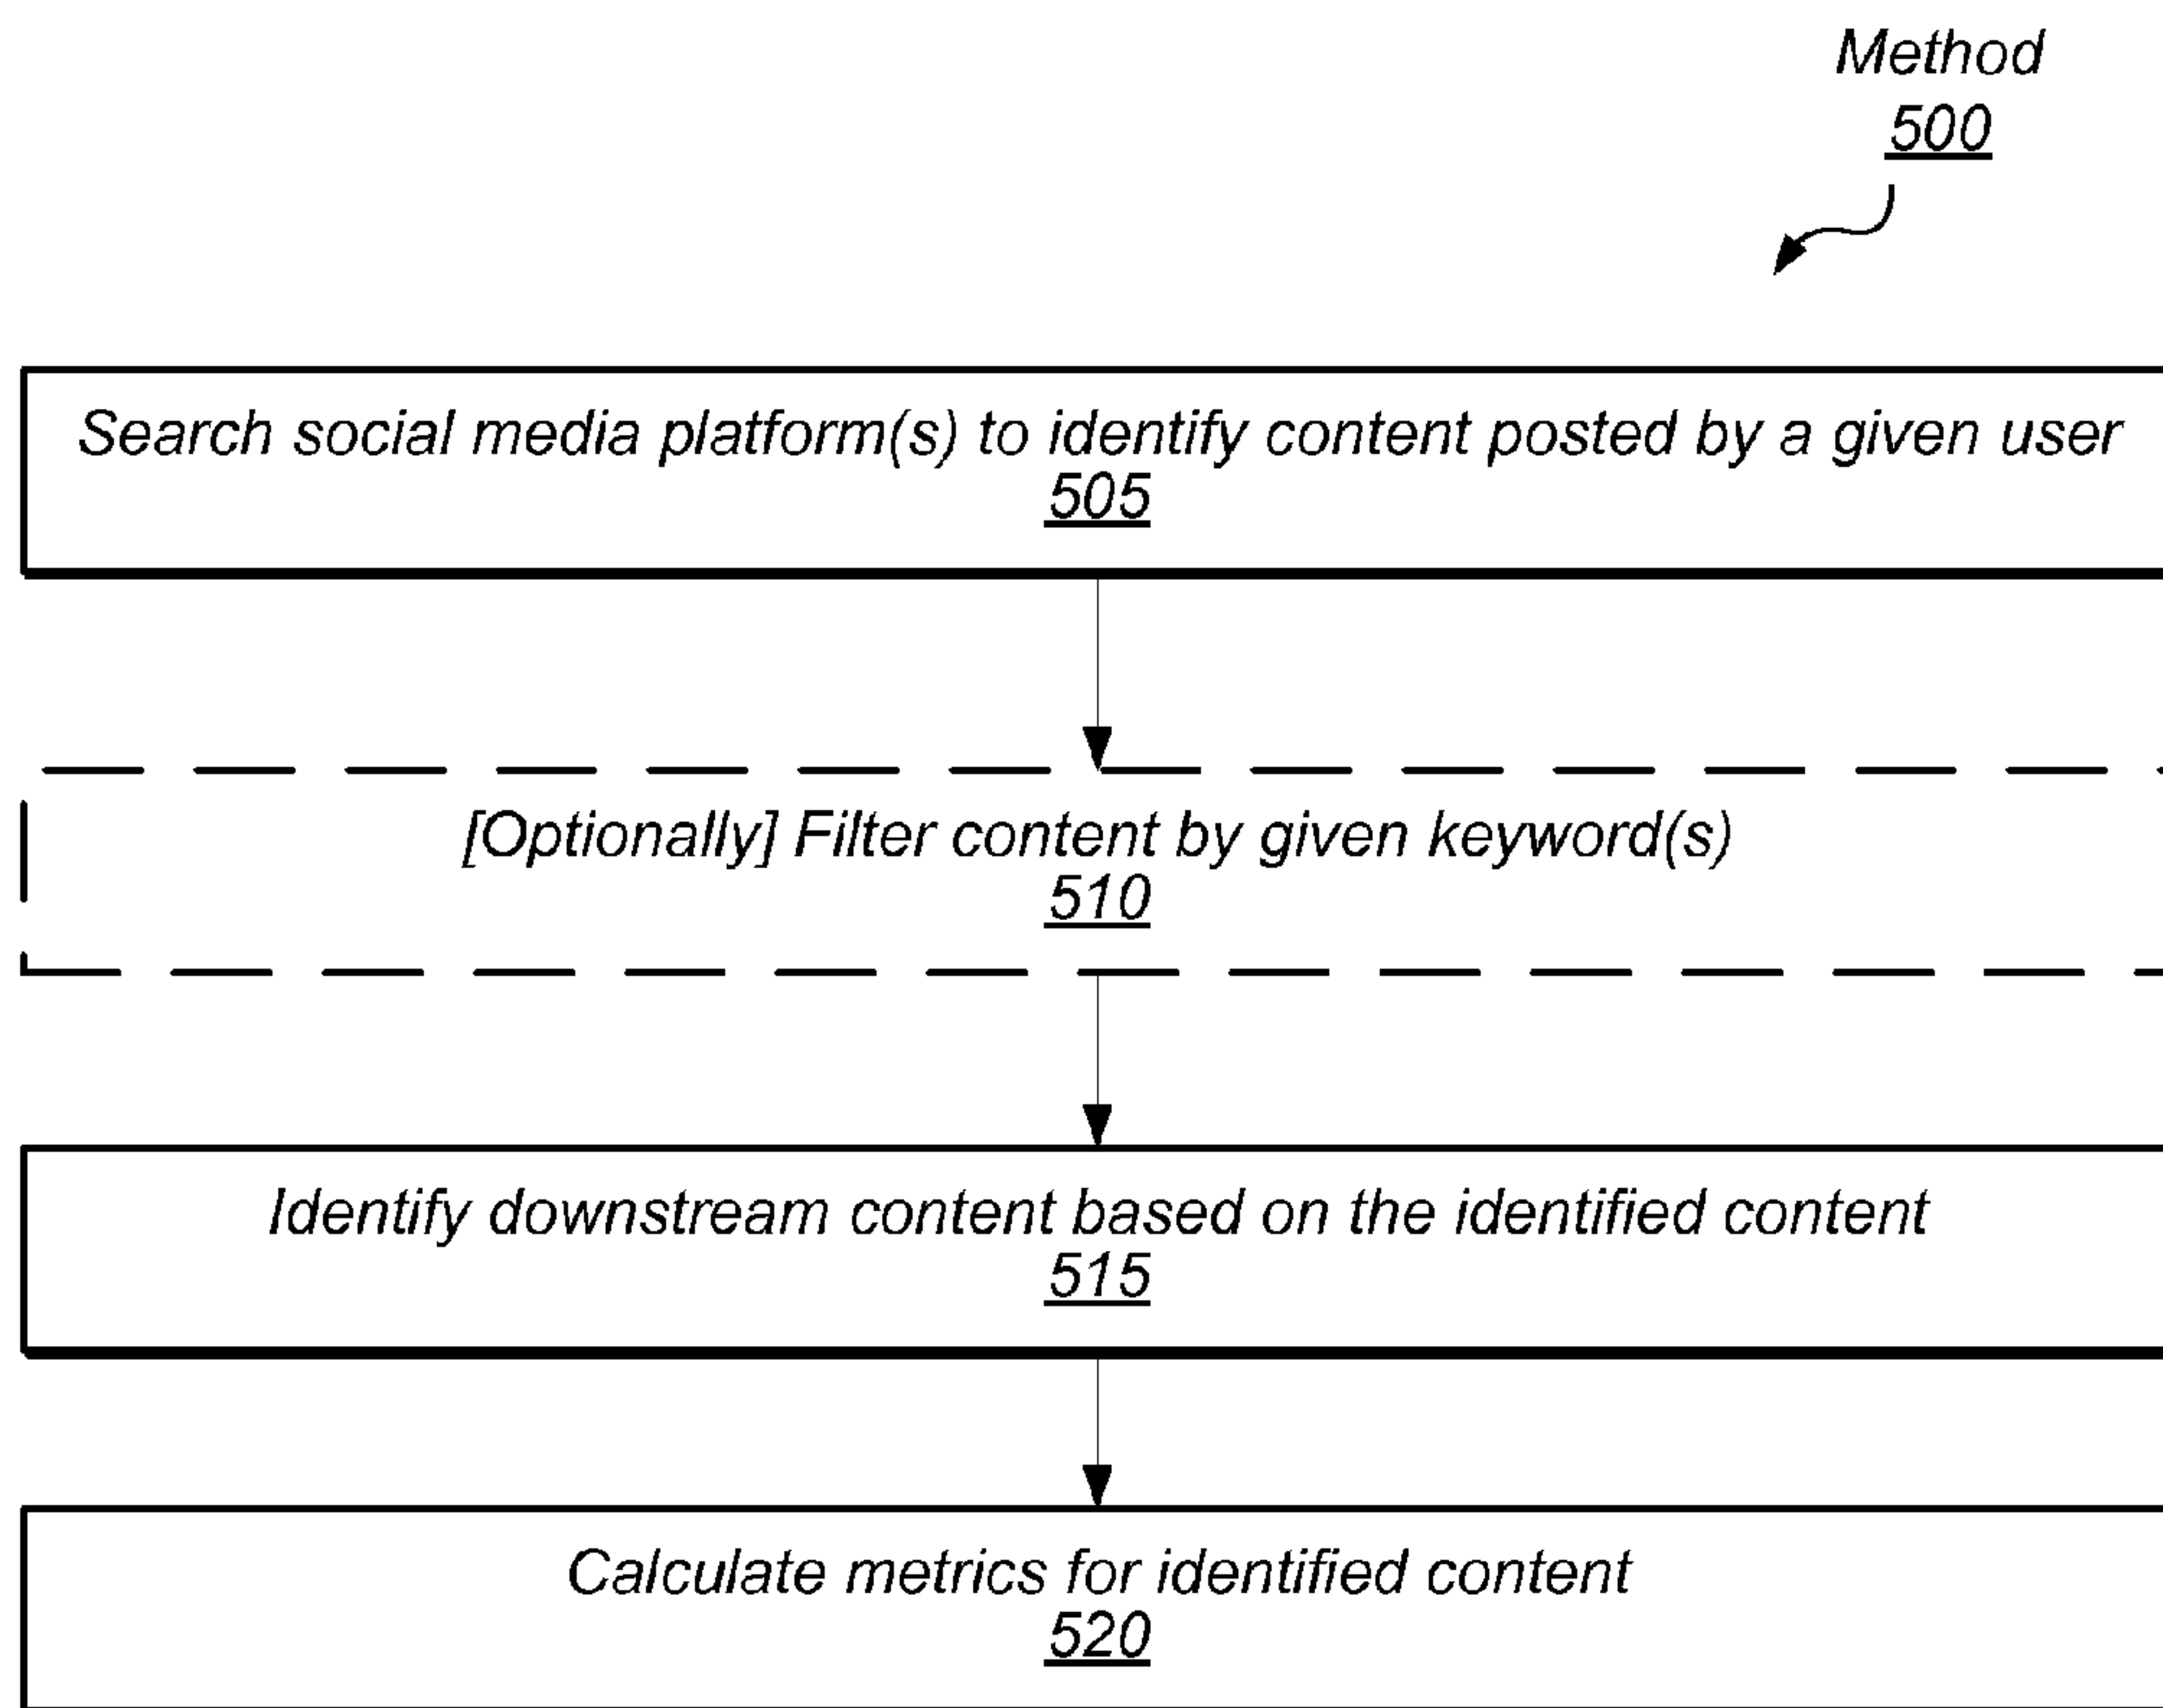 Method
500
Search social media platform(s) to identify content posted by a given user
505
[Optionally] Filter content by given keyword(s)
510
Identify downstream content based on the identified content
515
Calculate metrics for identified content
520